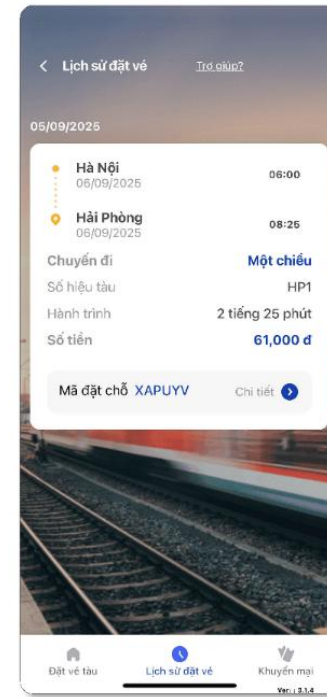 Lịch sử đặt vé
Trợ giúp?
05/09/2025
Hà Nội
06:00
06/09/2025
Hải Phòng
08:25
06/09/2025
Chuyến đi Một chiều
Số hiệu tàu HP1
Hành trình 2 tiếng 25 phút
Số tiền 61,000 đ
Mã đặt chỗ XAPUYV Chi tiết
Đặt vé tàu Lịch sử đặt vé Khuyến mại
Ver: : 3.1.4